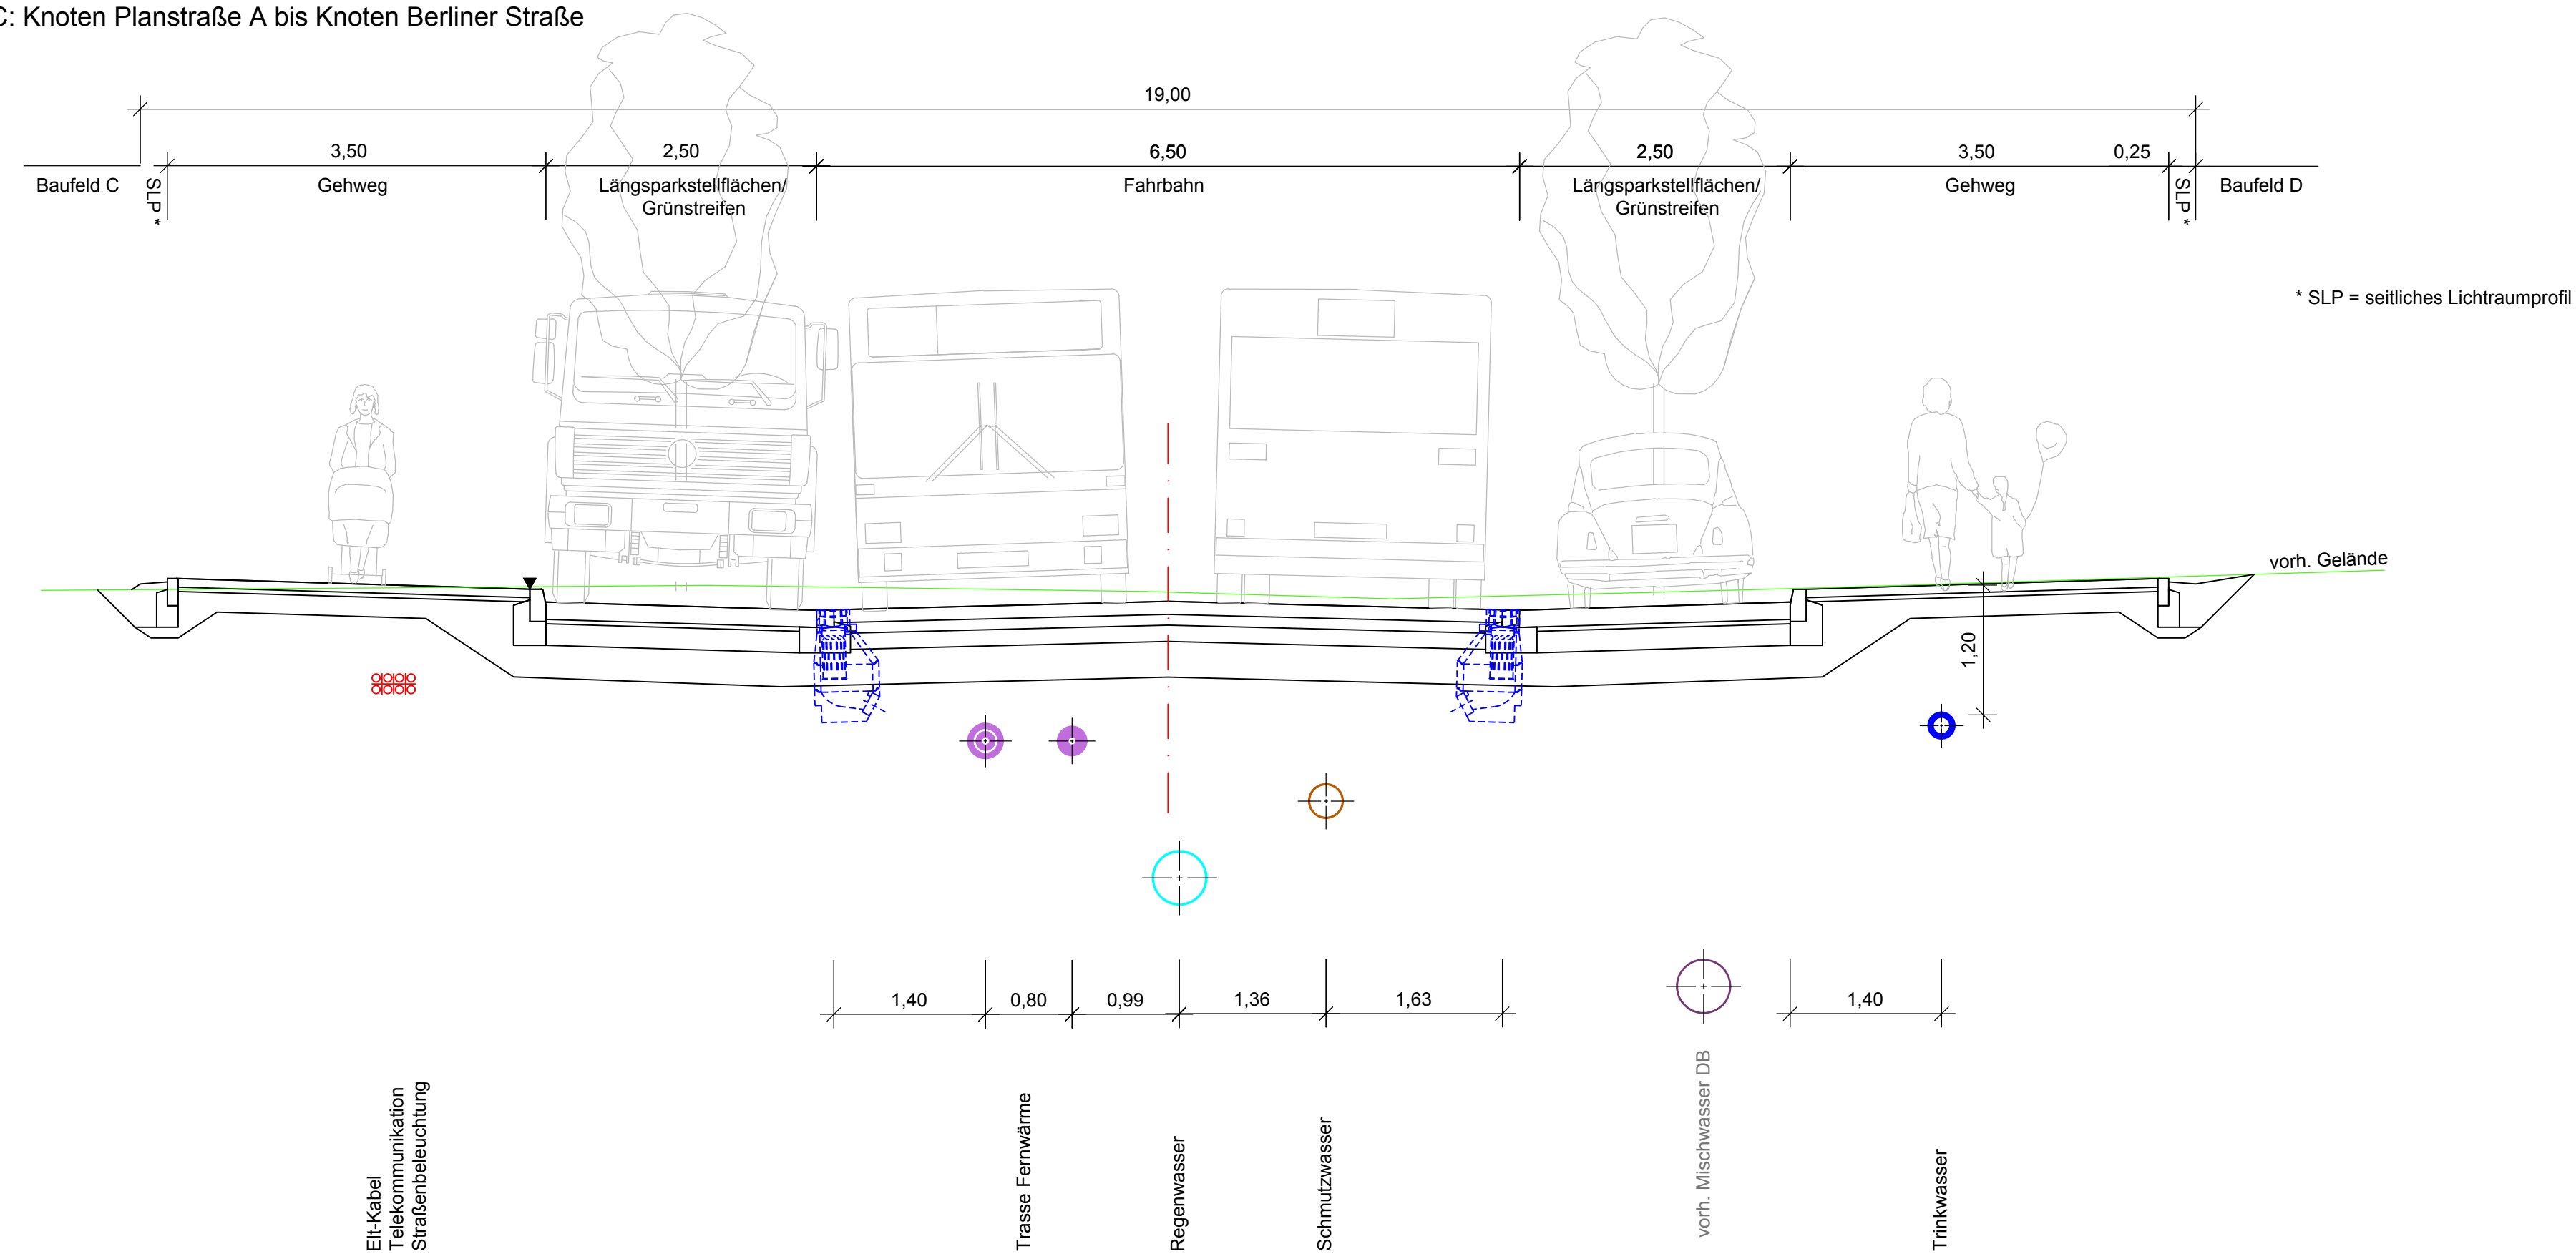 C: Knoten Planstraße A bis Knoten Berliner Straße
19,00
3,50
2,50
6,50
2,50
3,50
0,25
Baufeld C
SLP *
Gehweg
Längsparkstellflächen/
Grünstreifen
Fahrbahn
Längsparkstellflächen/
Grünstreifen
Gehweg
SLP *
Baufeld D
* SLP = seitliches Lichtraumprofil
vorh. Gelände
1,20
1,40
0,80
0,99
1,36
1,63
1,40
Elt-Kabel
Telekommunikation
Straßenbeleuchtung
Trasse Fernwärme
Regenwasser
Schmutzwasser
vorh. Mischwasser DB
Trinkwasser